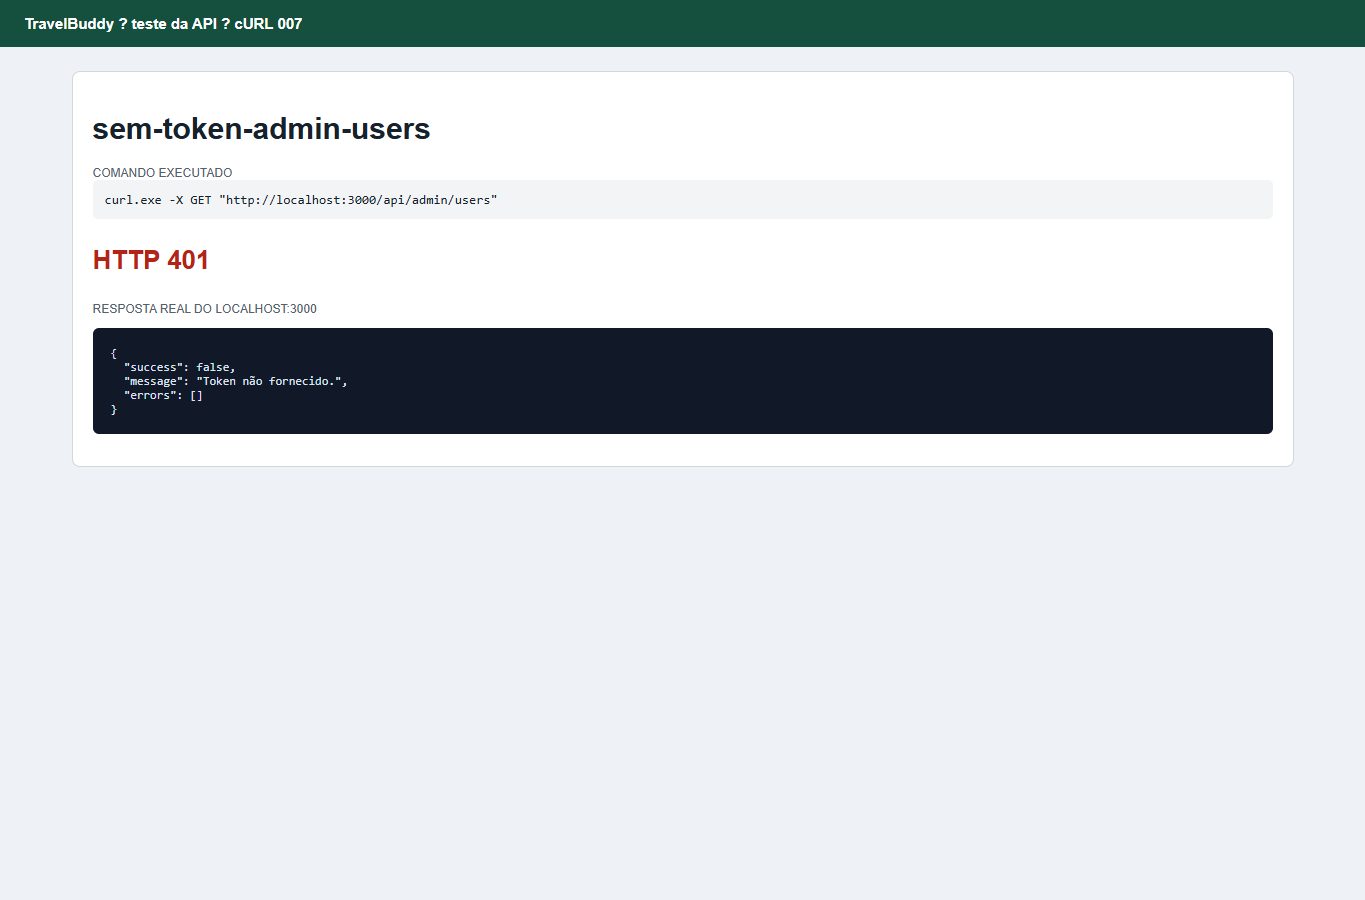 TravelBuddy ? teste da API ? cURL 007
sem-token-admin-users
COMANDO EXECUTADO
curl.exe -X GET "http://localhost:3000/api/admin/users"
HTTP 401
RESPOSTA REAL DO LOCALHOST:3000
{
  "success": false,
  "message": "Token não fornecido.",
  "errors": []
}